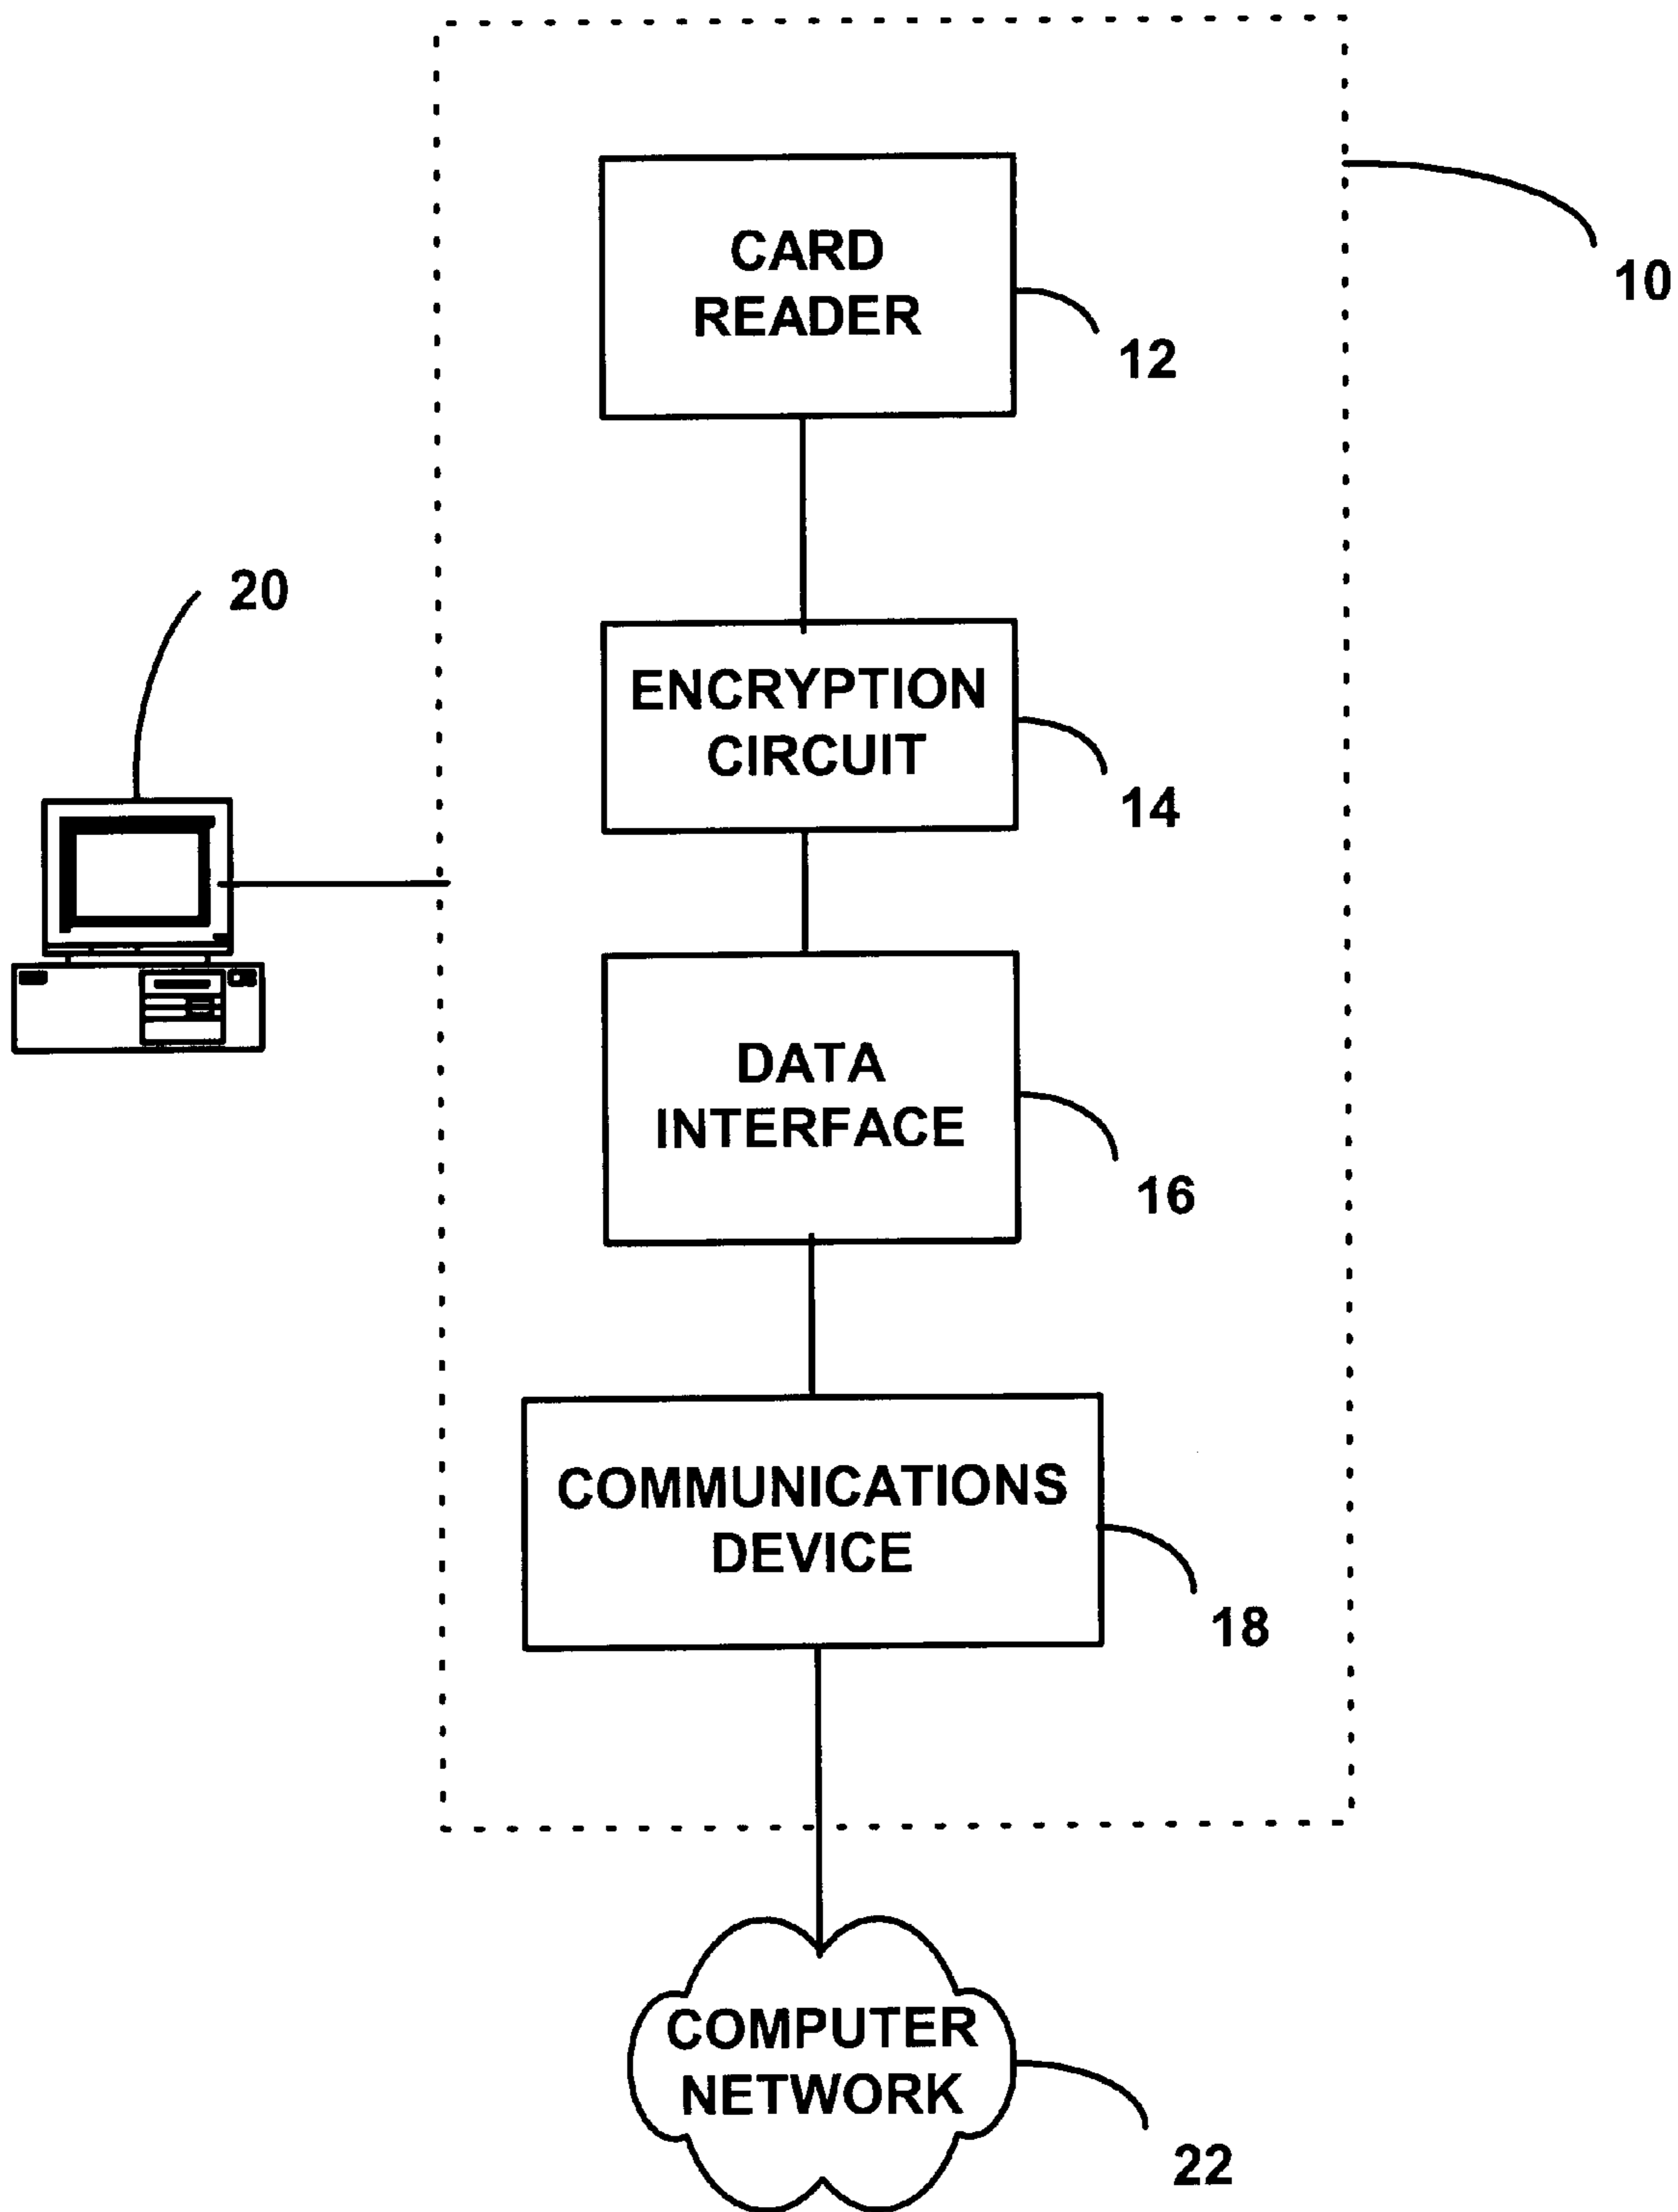 CARD
READER
10
12
20
ENCRYPTION
CIRCUIT
14
DATA
INTERFACE
16
COMMUNICATIONS
DEVICE
18
COMPUTER
NETWORK
22